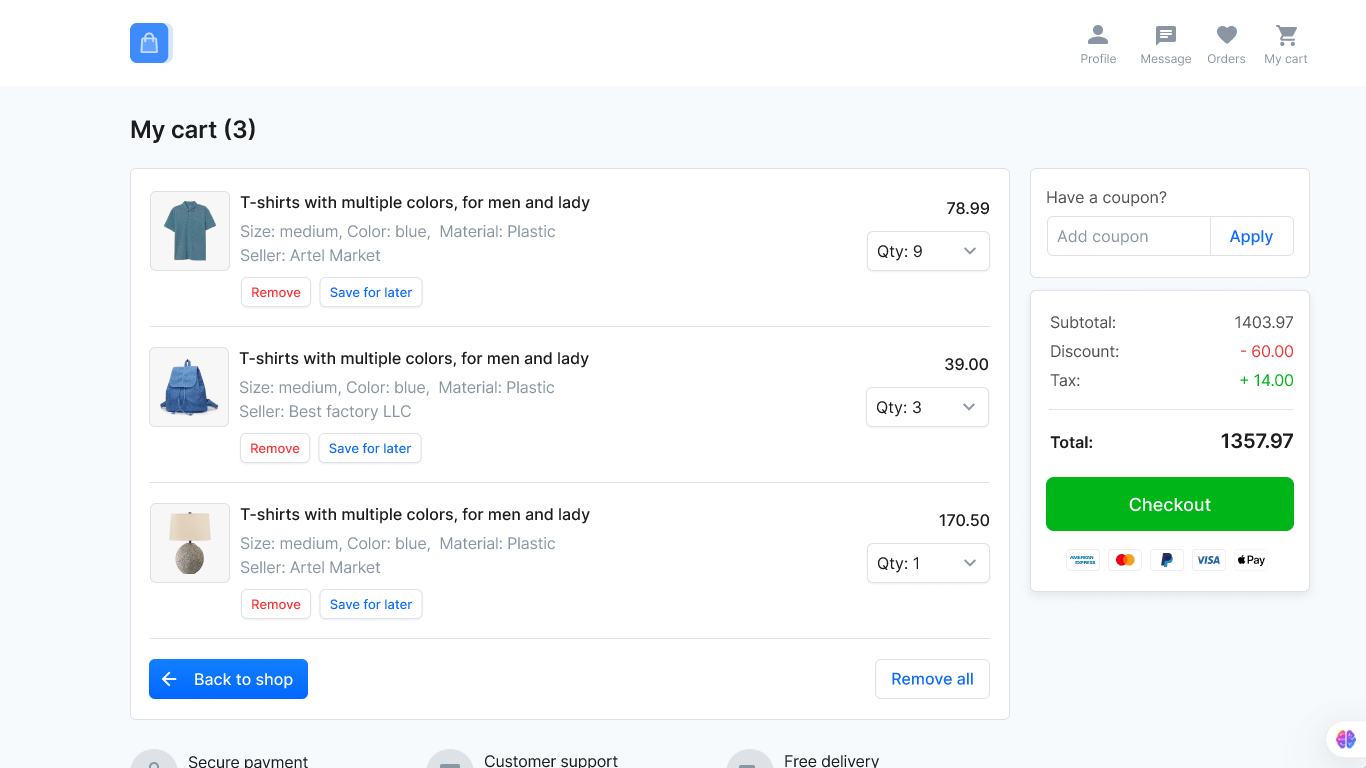 Profile
Message
Orders
My cart
My cart (3)
T-shirts with multiple colors, for men and lady
78.99
Size: medium, Color: blue,  Material: Plastic
Seller: Artel Market
Qty: 9
Remove
Save for later
T-shirts with multiple colors, for men and lady
39.00
Size: medium, Color: blue,  Material: Plastic
Seller: Best factory LLC
Qty: 3
Remove
Save for later
T-shirts with multiple colors, for men and lady
170.50
Size: medium, Color: blue,  Material: Plastic
Seller: Artel Market
Qty: 1
Remove
Save for later
Back to shop
Remove all
Have a coupon?
Add coupon
Apply
Subtotal:
1403.97
Discount:
- 60.00
Tax:
+ 14.00
Total:
1357.97
Checkout
AMERICAN
EXPRESS
VISA
Pay
Secure payment
Customer support
Free delivery